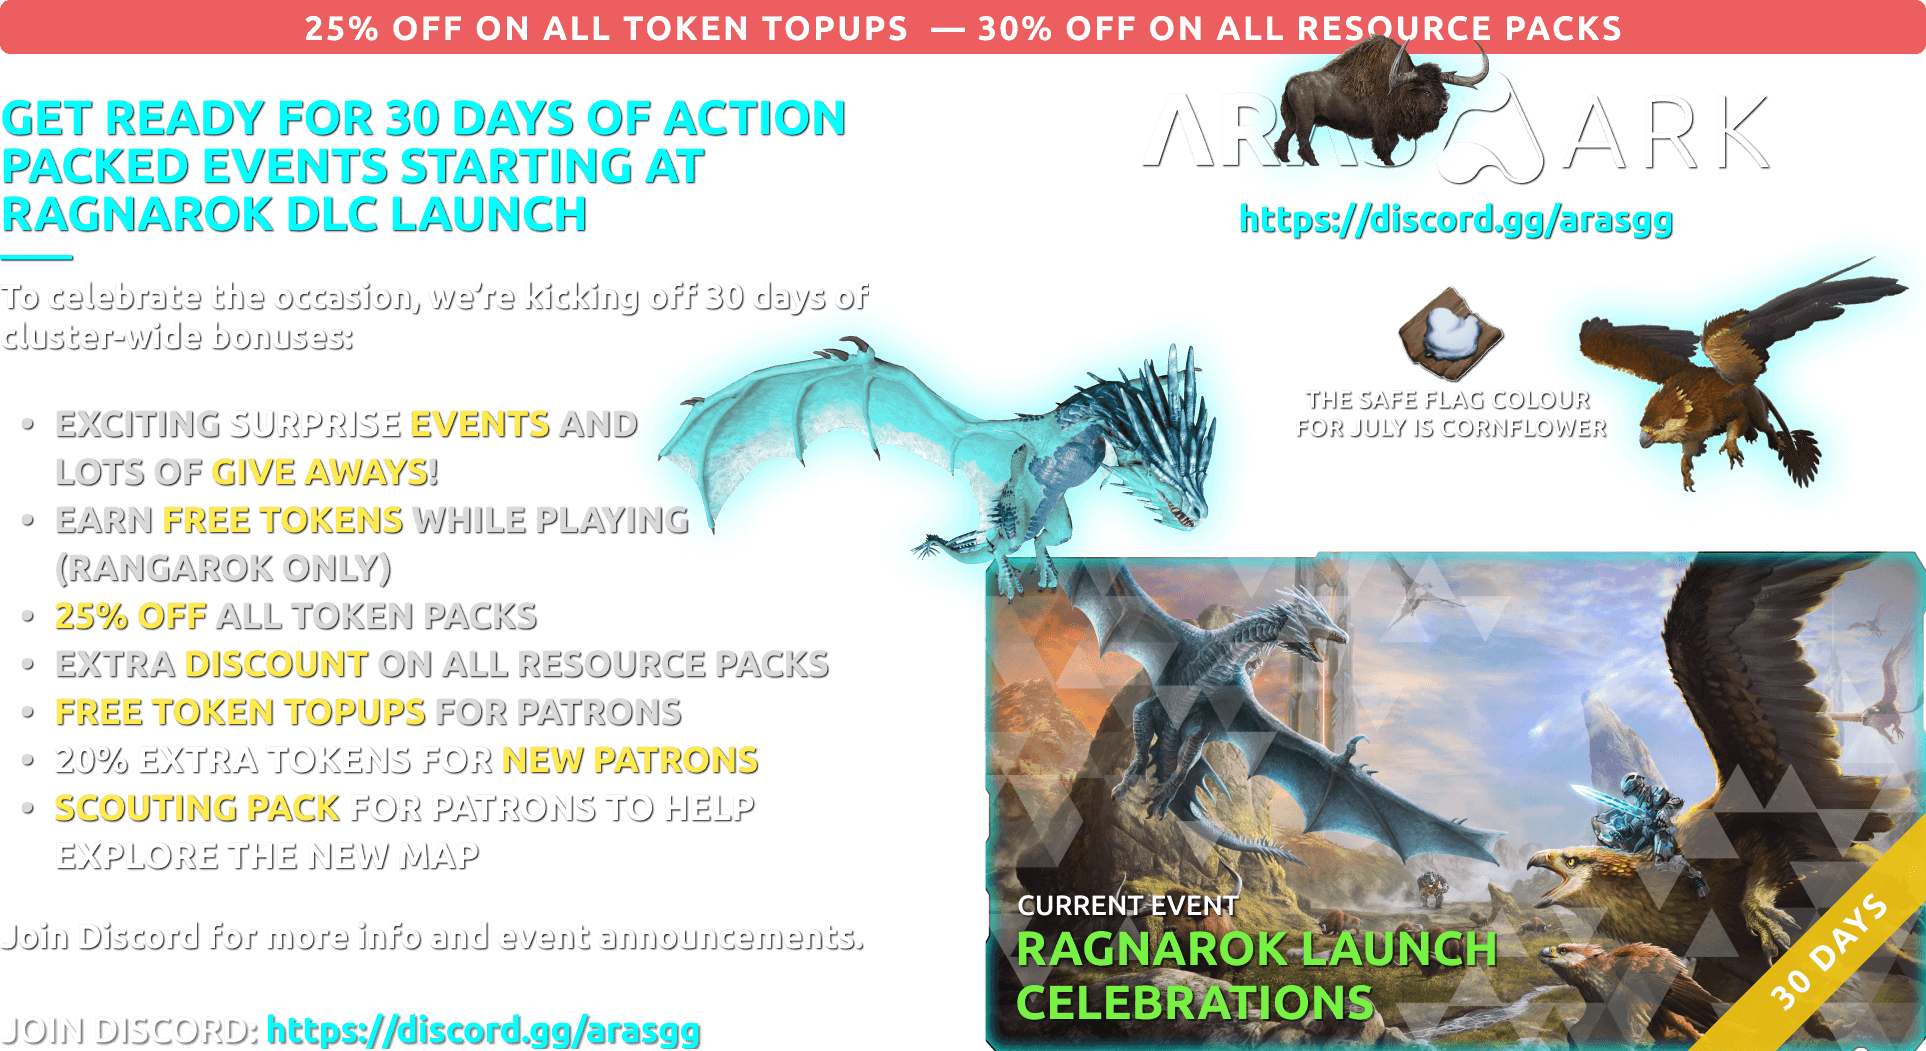 25% OFF ON ALL TOKEN TOPUPS — 30% OFF ON ALL RESOURCE PACKS
GET READY FOR 30 DAYS OF ACTION
PACKED EVENTS STARTING AT
RAGNAROK DLC LAUNCH
To celebrate the occasion, we're kicking off 30 days of
cluster-wide bonuses:
• EXCITING SURPRISE EVENTS AND
LOTS OF GIVE AWAYS!
• EARN FREE TOKENS WHILE PLAYING
(RANGAROK ONLY)
• 25% OFF ALL TOKEN PACKS
• EXTRA DISCOUNT ON ALL RESOURCE PACKS
• FREE TOKEN TOPUPS FOR PATRONS
• 20% EXTRA TOKENS FOR NEW PATRONS
• SCOUTING PACK FOR PATRONS TO HELP
EXPLORE THE NEW MAP
Join Discord for more info and event announcements.
JOIN DISCORD: https://discord.gg/arasgg
ARAS ARK
https://discord.gg/arasgg
THE SAFE FLAG COLOUR
FOR JULY IS CORNFLOWER
CURRENT EVENT
RAGNAROK LAUNCH
CELEBRATIONS
30 DAYS